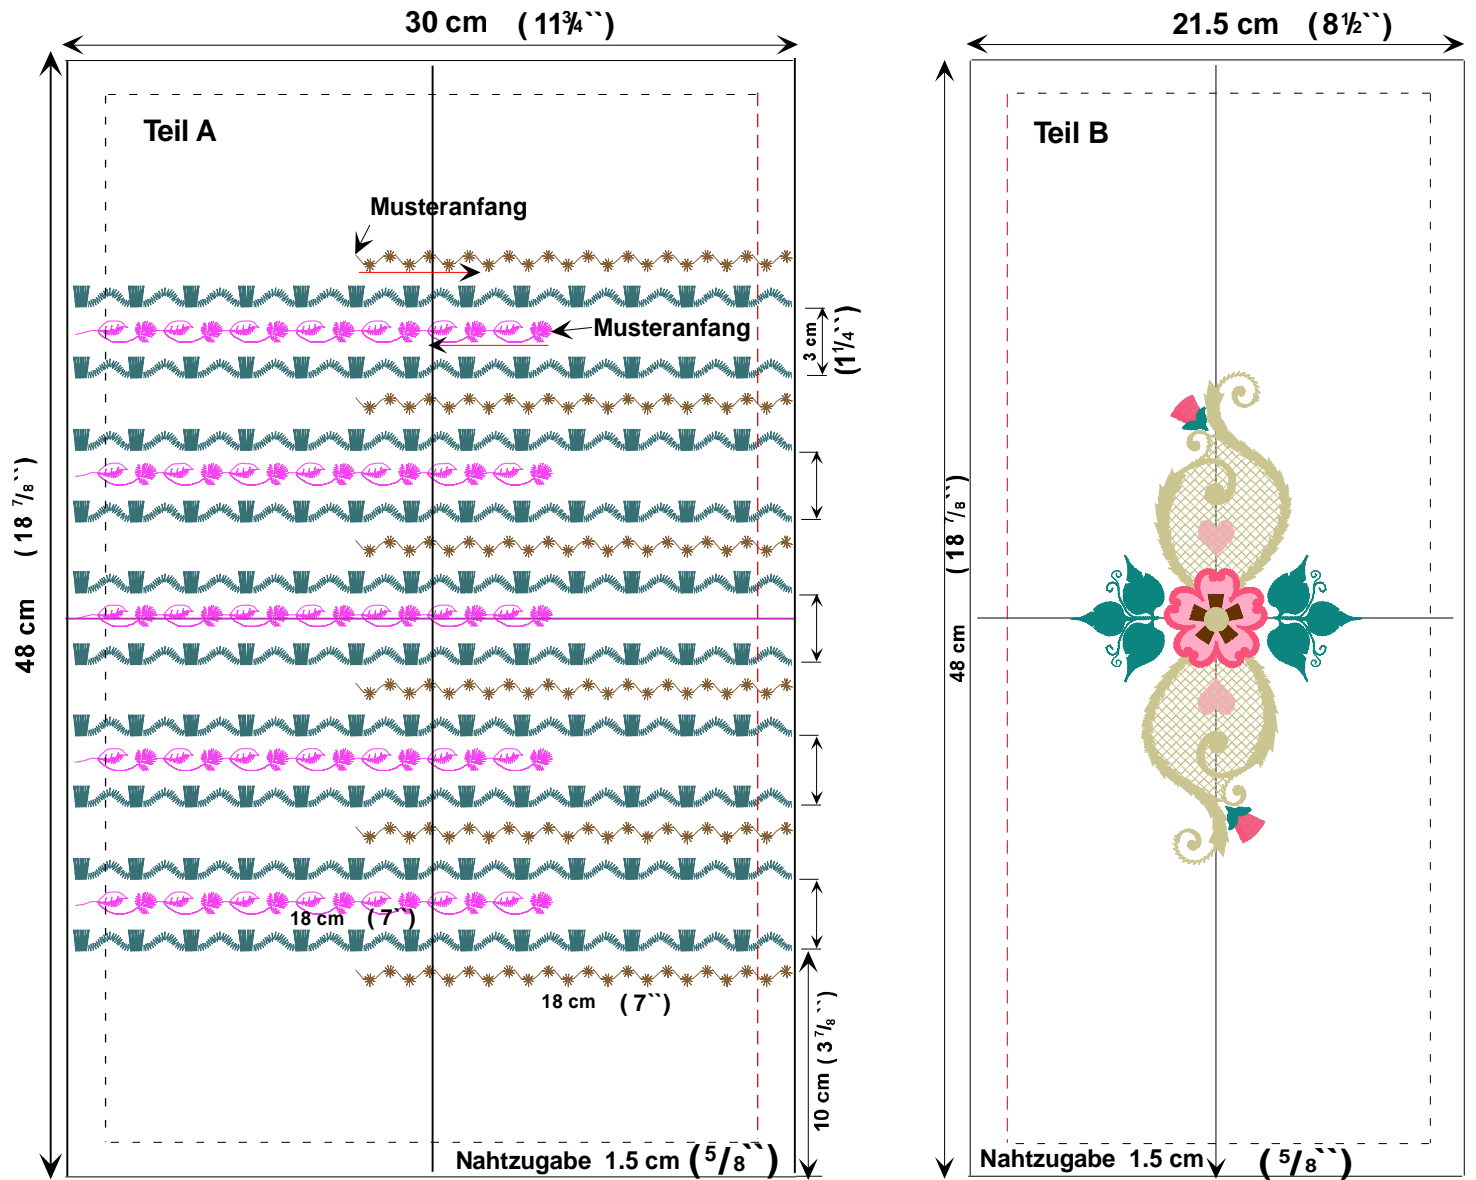 30 cm ( 11¾``)
21.5 cm ( 8½``)
Teil A
Teil B
Musteranfang
Musteranfang
3 cm
(1 1/4``)
48 cm ( 18 7/8``)
48 cm ( 18 7/8``)
18 cm ( 7``)
18 cm ( 7``)
10 cm ( 3 7/8``)
Nahtzugabe 1.5 cm ( 5/8``)
Nahtzugabe 1.5 cm ( 5/8``)